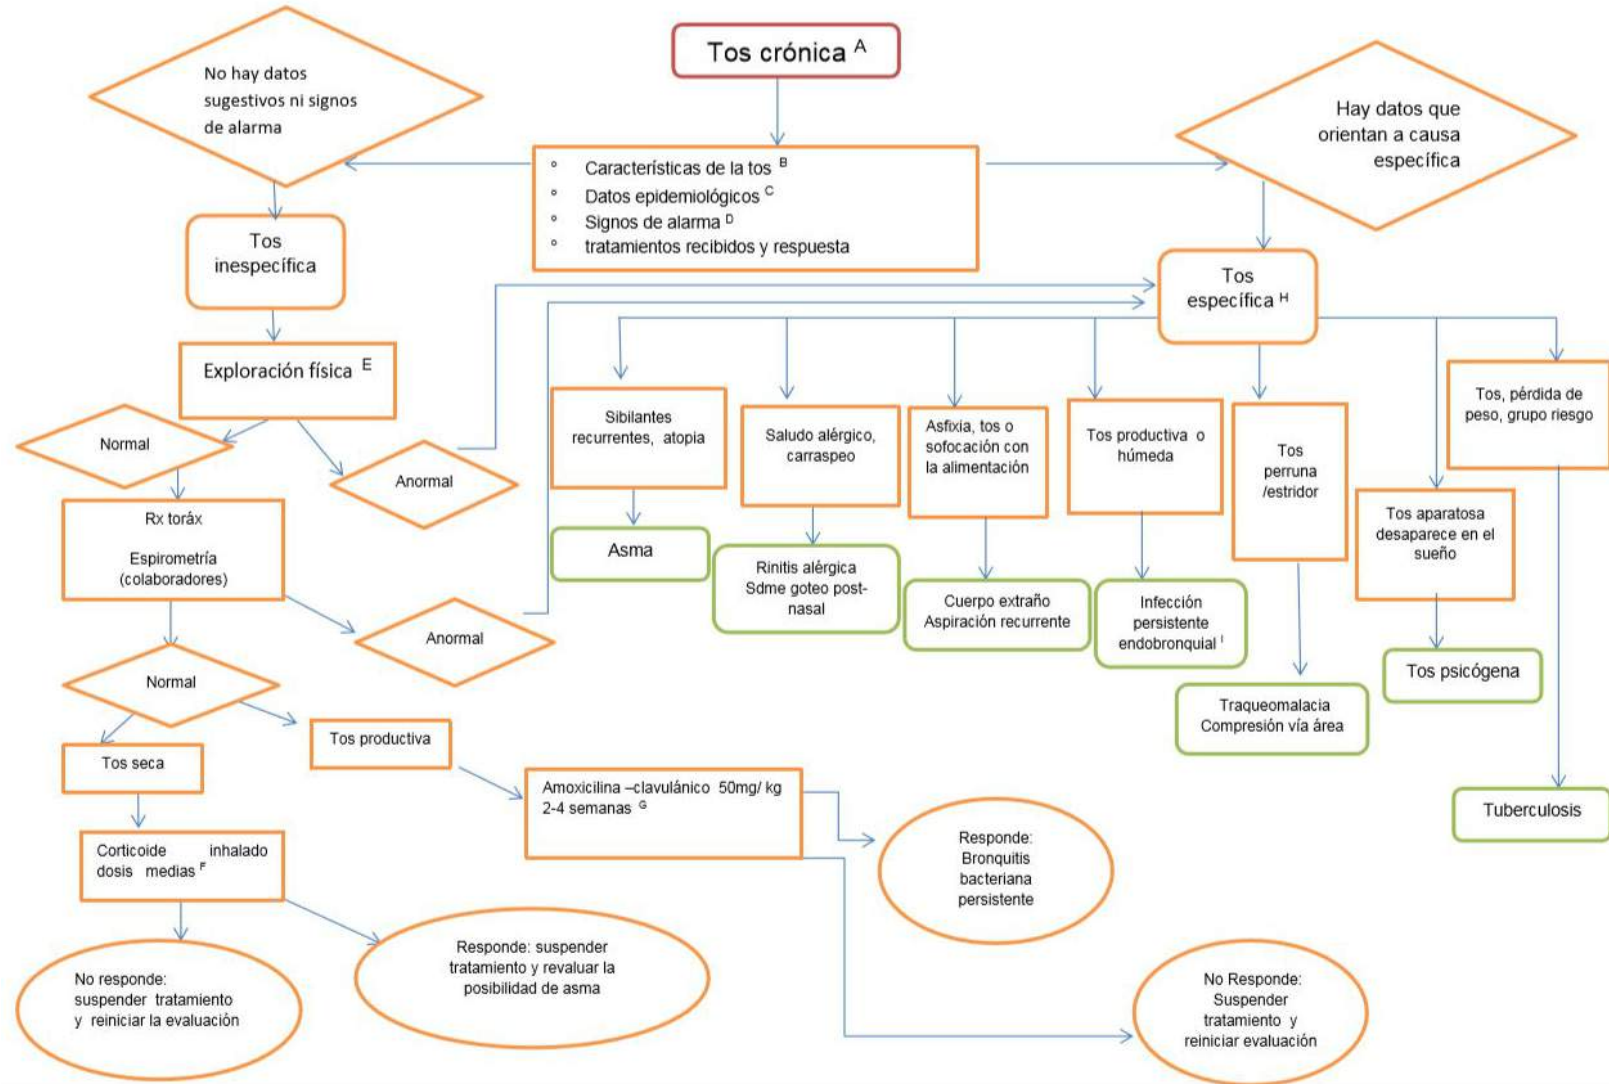 Tos crónica A
No hay datos
sugestivos ni signos
de alarma
Hay datos que
orientan a causa
específica
° Características de la tos B
° Datos epidemiológicos C
° Signos de alarma D
° tratamientos recibidos y respuesta
Tos
inespecífica
Tos
específica H
Exploración física E
Normal
Anormal
Rx toráx
Espirometría
(colaboradores)
Anormal
Normal
Tos seca
Tos productiva
Corticoide inhalado
dosis medias F
Amoxicilina –clavulánico 50mg/ kg
2-4 semanas G
No responde:
suspender tratamiento
y reiniciar la evaluación
Responde: suspender
tratamiento y revaluar la
posibilidad de asma
Responde:
Bronquitis
bacteriana
persistente
No Responde:
Suspender
tratamiento y
reiniciar evaluación
Sibilantes
recurrentes, atopia
Asma
Saludo alérgico,
carraspeo
Rinitis alérgica
Sdme goteo post-
nasal
Asfixia, tos o
sofocación con
la alimentación
Cuerpo extraño
Aspiración recurrente
Tos productiva o
húmeda
Infección
persistente
endobronquial I
Tos
perruna
/estridor
Traqueomalacia
Compresión vía área
Tos aparatosa
desaparece en el
sueño
Tos psicógena
Tos, pérdida de
peso, grupo riesgo
Tuberculosis